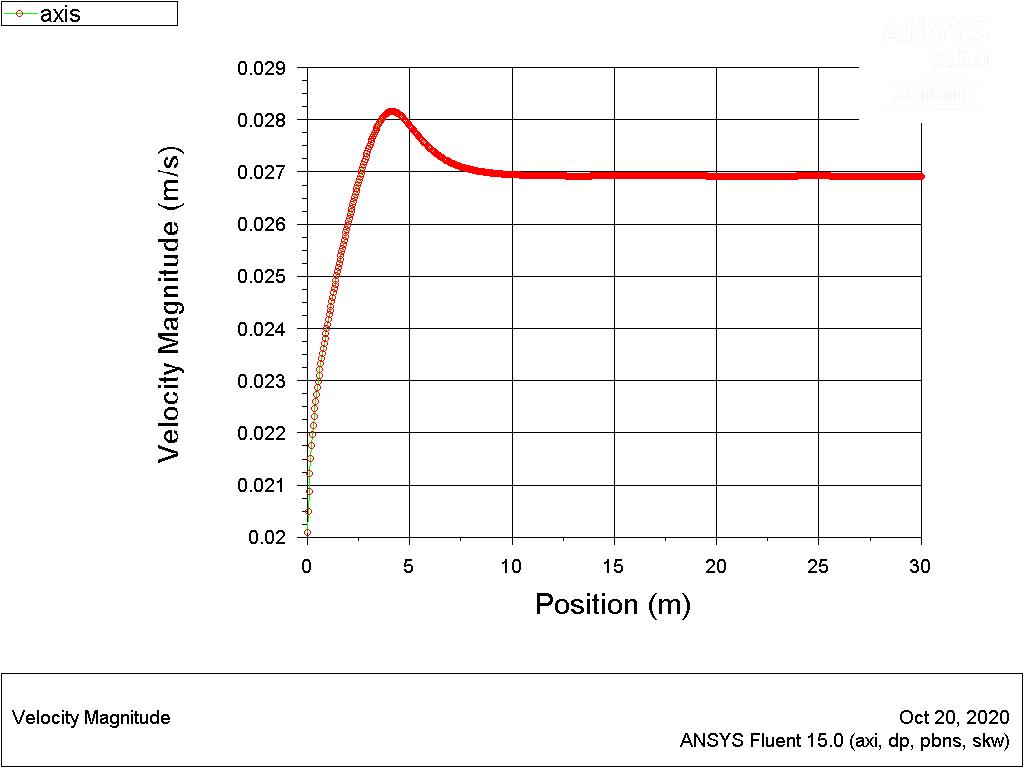 axis
ANSYS
R15.0
Academic
0.029
0.028
0.027
0.026
0.025
0.024
0.023
0.022
0.021
0.02
Velocity Magnitude (m/s)
0 5 10 15 20 25 30
Position (m)
Velocity Magnitude
Oct 20, 2020
ANSYS Fluent 15.0 (axi, dp, pbns, skw)